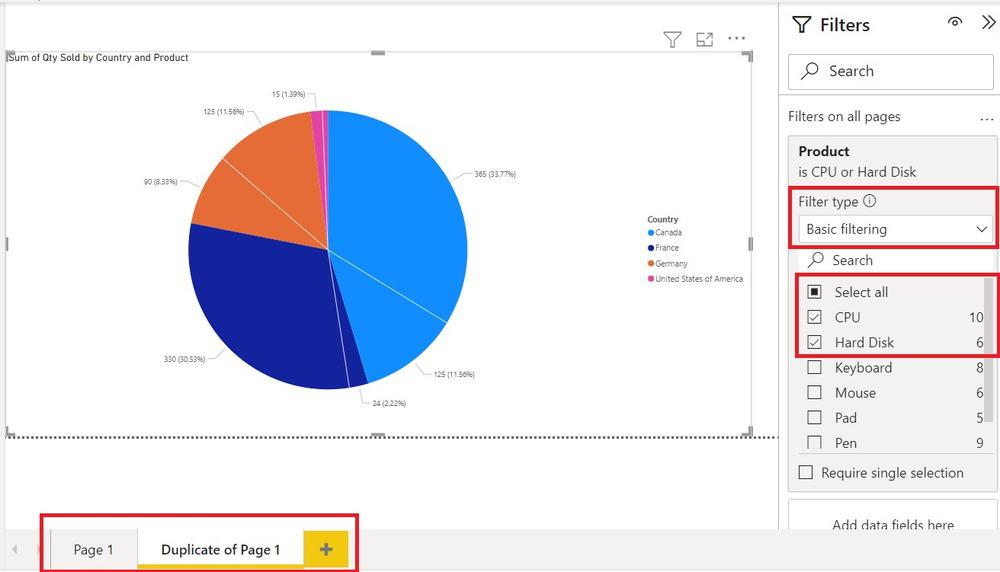 Sum of Qty Sold by Country and Product
15 (1.39%)
125 (11.56%)
90 (8.33%)
365 (33.77%)
330 (30.53%)
125 (11.56%)
24 (2.22%)
Country
Canada
France
Germany
United States of America
Page 1
Duplicate of Page 1
+
Filters
Search
Filters on all pages
...
Product
is CPU or Hard Disk
Filter type
Basic filtering
Search
Select all
CPU 10
Hard Disk 6
Keyboard 8
Mouse 6
Pad 5
Pen 9
Require single selection
Add data fields here